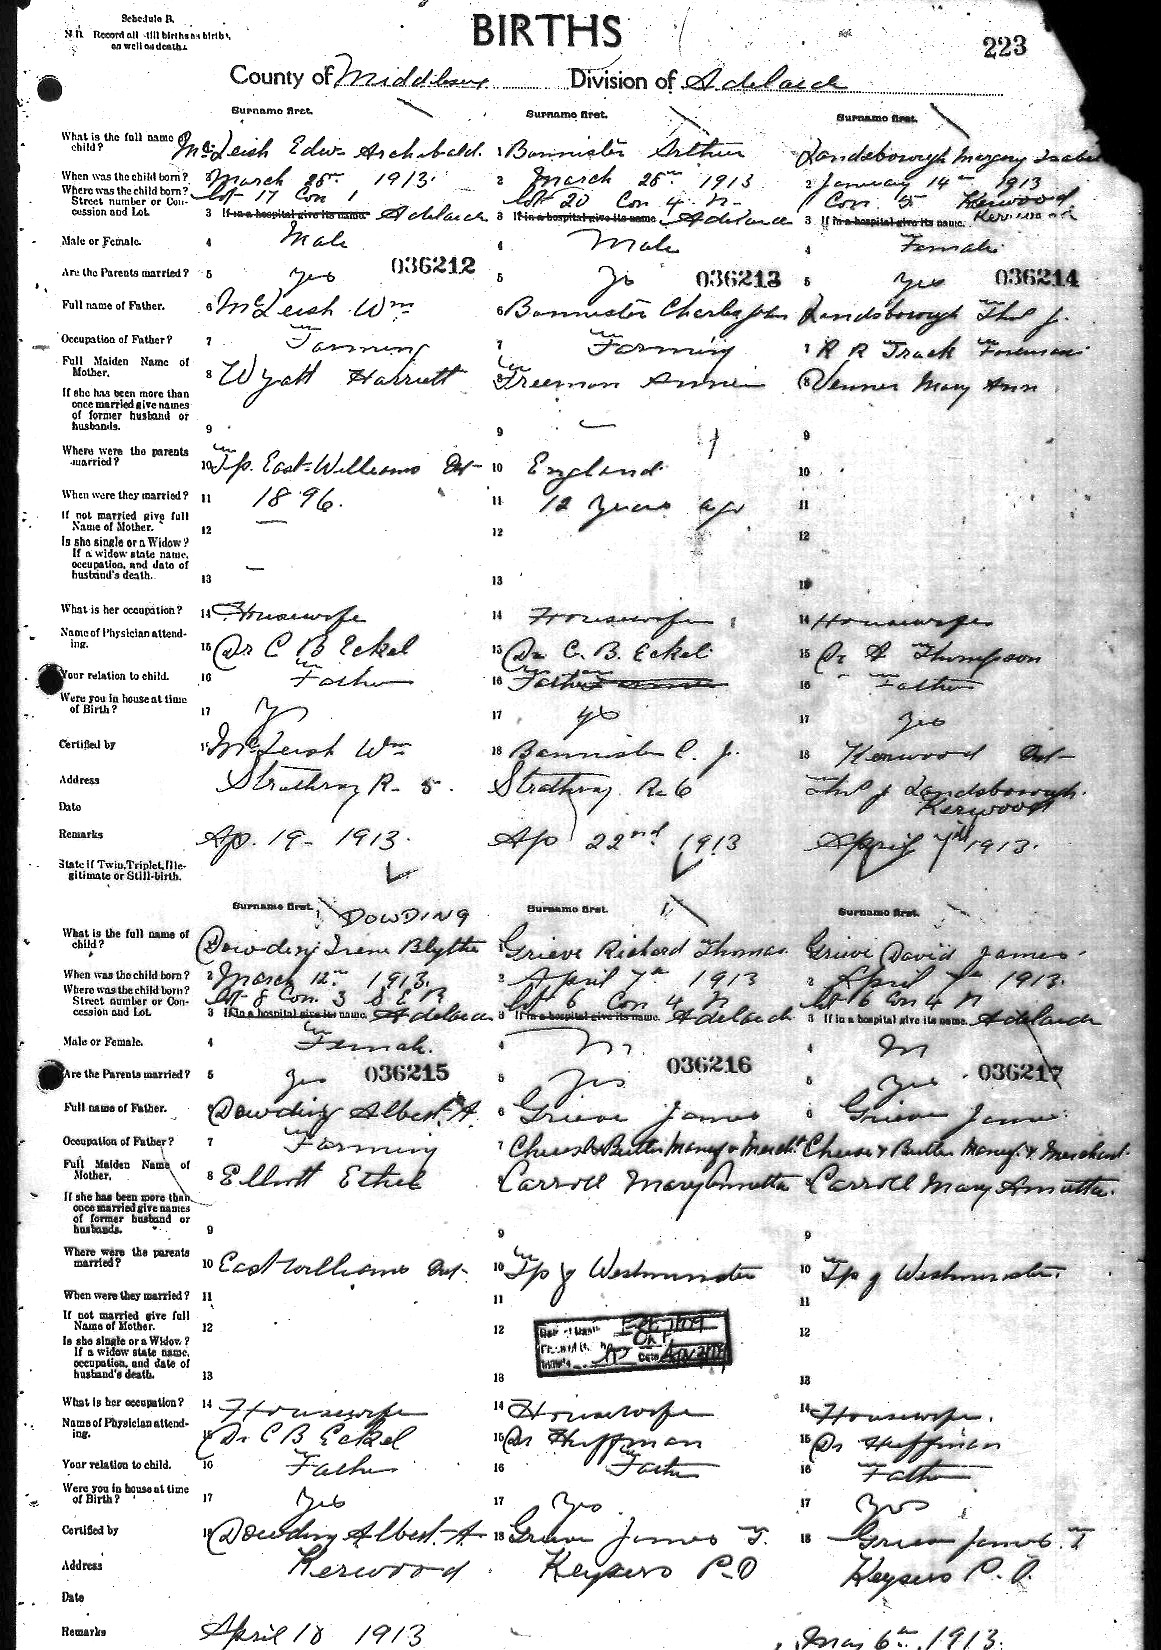 Schedule B.
N.B. Record all still births as births, as well as deaths.
BIRTHS
223
County of Middlesex Division of Adelaide
Surname first. Surname first. Surname first.
What is the full name of child? McLeish Edw. Archibald. 1 Bannister Arthur Landsborough Margery Isabel
When was the child born? 2 March 28th 1913. 2 March 26th 1913 2 January 14th 1913
Where was the child born? Street number or Concession and Lot. lot 17 Con 1 lot 20 Con 4 N. Con 5 Kerwood
3 If in a hospital give its name. Adelaide 3 If in a hospital give its name. Adelaide 3 If in a hospital give its name. Kerwood
Male or Female. 4 Male 4 Male 4 Female
036212 036213 036214
Are the Parents married? 5 Yes 5 Yes 5 Yes
Full name of Father. 6 McLeish Wm 6 Bannister Charles John Landsborough Thos J.
Occupation of Father? 7 Farming 7 Farming 7 R R Track Foreman
Full Maiden Name of Mother. 8 Wyatt Harriett 8 Freeman Annie 8 Venner Mary Ann
If she has been more than once married give names of former husband or husbands. 9 9 — 9
Where were the parents married? 10 Tp. East Williams Ont 10 England 10
When were they married? 11 1896. 11 12 years ago 11
If not married give full Name of Mother. 12 — 12 12
Is she single or a Widow? If a widow state name, occupation, and date of husband's death. 13 — 13 13
What is her occupation? 14 Housewife 14 Housewife 14 Housewife
Name of Physician attending. 15 Dr C B Eckel 15 Dr C. B. Eckel 15 Dr Thompson
Your relation to child. 16 Father 16 Father 16 Father
Were you in house at time of Birth? 17 Yes 17 Yes 17 Yes
Certified by 18 McLeish Wm 18 Bannister C. J. 18 Kerwood Ont
Address Strathroy R. 5. Strathroy R 6 Thos J Landsborough. Kerwood
Date
Remarks Ap. 19 - 1913. Ap 22nd 1913 April 7th 1913.
State if Twin, Triplet, Illegitimate or Still-birth.
Surname first. DOWDING Surname first. Surname first.
What is the full name of child? Dowding Irene Blythe Grieve Richard Thomas Grieve David James
When was the child born? 2 March 12th 1913. 2 April 7th 1913 2 April 7th 1913.
Where was the child born? Street number or Concession and Lot. lot 8 Con. 3 S E R lot 6 Con 4 N lot 6 Con 4 N
3 If in a hospital give its name. Adelaide 3 If in a hospital give its name. Adelaide 3 If in a hospital give its name. Adelaide
Male or Female. 4 Female. 4 M. 4 M
036215 036216 036217
Are the Parents married? 5 Yes 5 Yes 5 Yes
Full name of Father. Dowding Albert A. 6 Grieve James 6 Grieve James
Occupation of Father? 7 Farming 7 Cheese & Butter Manf & Mercht Cheese & Butter Manf. & Merchant.
Full Maiden Name of Mother. 8 Elliott Ethel Carroll Mary Annetta Carroll Mary Annetta.
If she has been more than once married give names of former husband or husbands. 9 9 9
Where were the parents married? 10 East Williams Ont. 10 Tp of Westminster 10 Tp of Westminster.
When were they married? 11 11 11
If not married give full Name of Mother. 12 12 12
Is she single or a Widow? If a widow state name, occupation, and date of husband's death. 13 13 13
What is her occupation? 14 Housewife 14 Housewife 14 Housewife.
Name of Physician attending. 15 Dr C B Eckel 15 Dr Huffman 15 Dr Huffman
Your relation to child. 16 Father 16 Father 16 Father
Were you in house at time of Birth? 17 Yes 17 Yes 17 Yes
Certified by 18 Dowding Albert A 18 Grieve James T. 18 Grieve James T
Address Kerwood Keysers P.O Keysers P.O.
Date
Remarks April 10 1913 May 6th 1913.